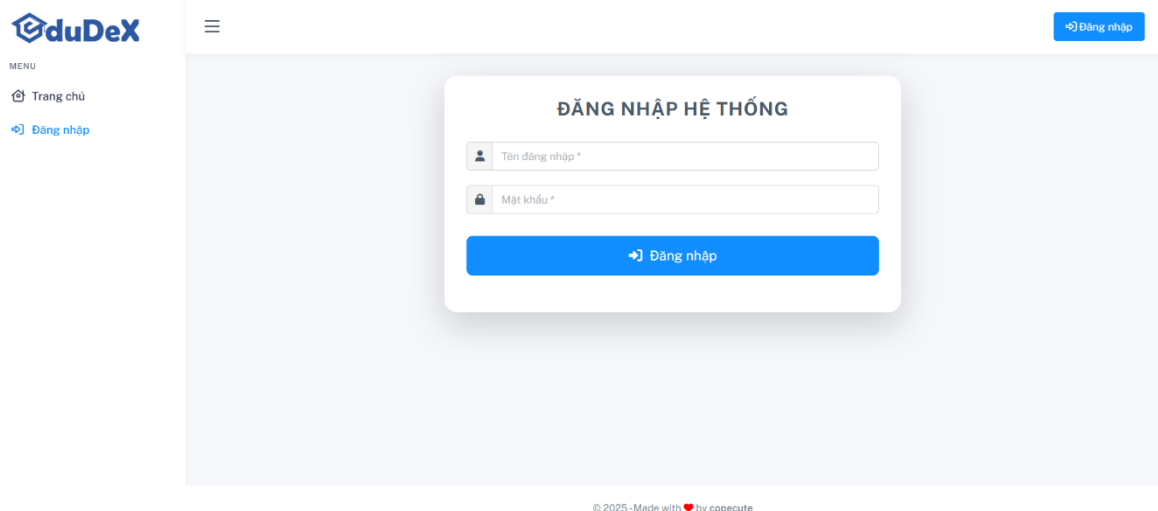 EduDeX
Đăng nhập
MENU
Trang chủ
Đăng nhập
ĐĂNG NHẬP HỆ THỐNG
Tên đăng nhập *
Mật khẩu *
Đăng nhập
© 2025 - Made with ❤ by copecute